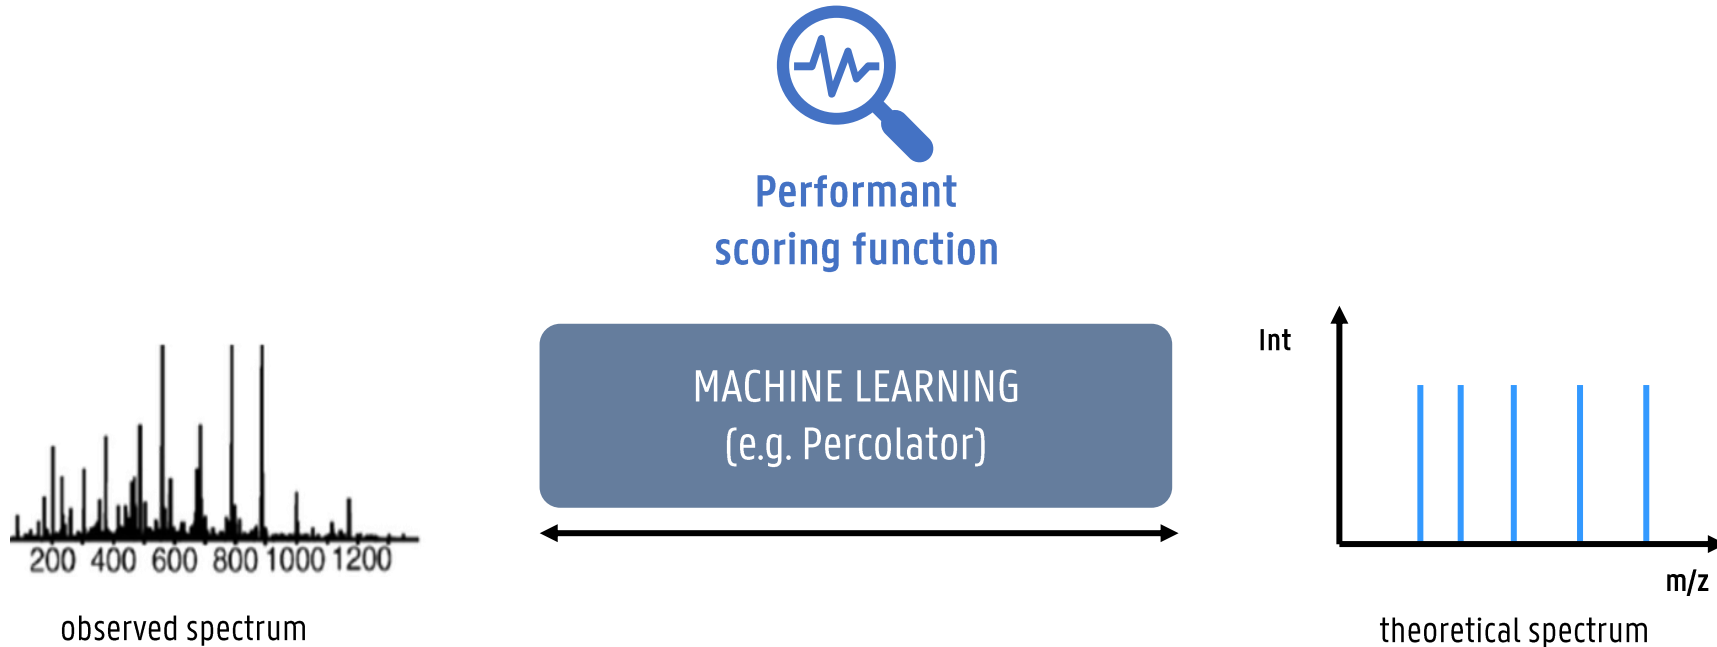 Performant
scoring function
MACHINE LEARNING
(e.g. Percolator)
200 400 600 800 1000 1200
observed spectrum
Int
m/z
theoretical spectrum